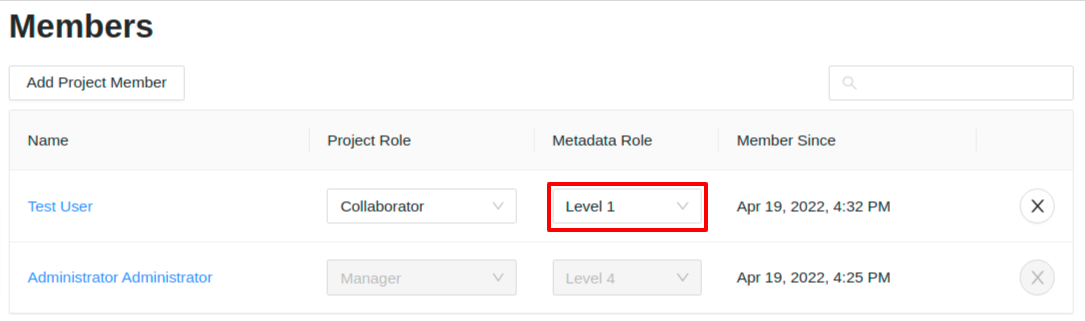 Members
Add Project Member
Name Project Role Metadata Role Member Since
Test User Collaborator Level 1 Apr 19, 2022, 4:32 PM
Administrator Administrator Manager Level 4 Apr 19, 2022, 4:25 PM